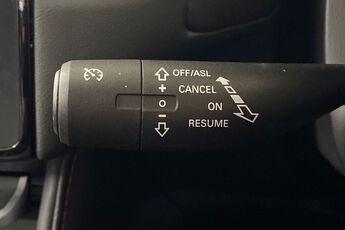 OFF/ASL
+ CANCEL
O ON
− RESUME